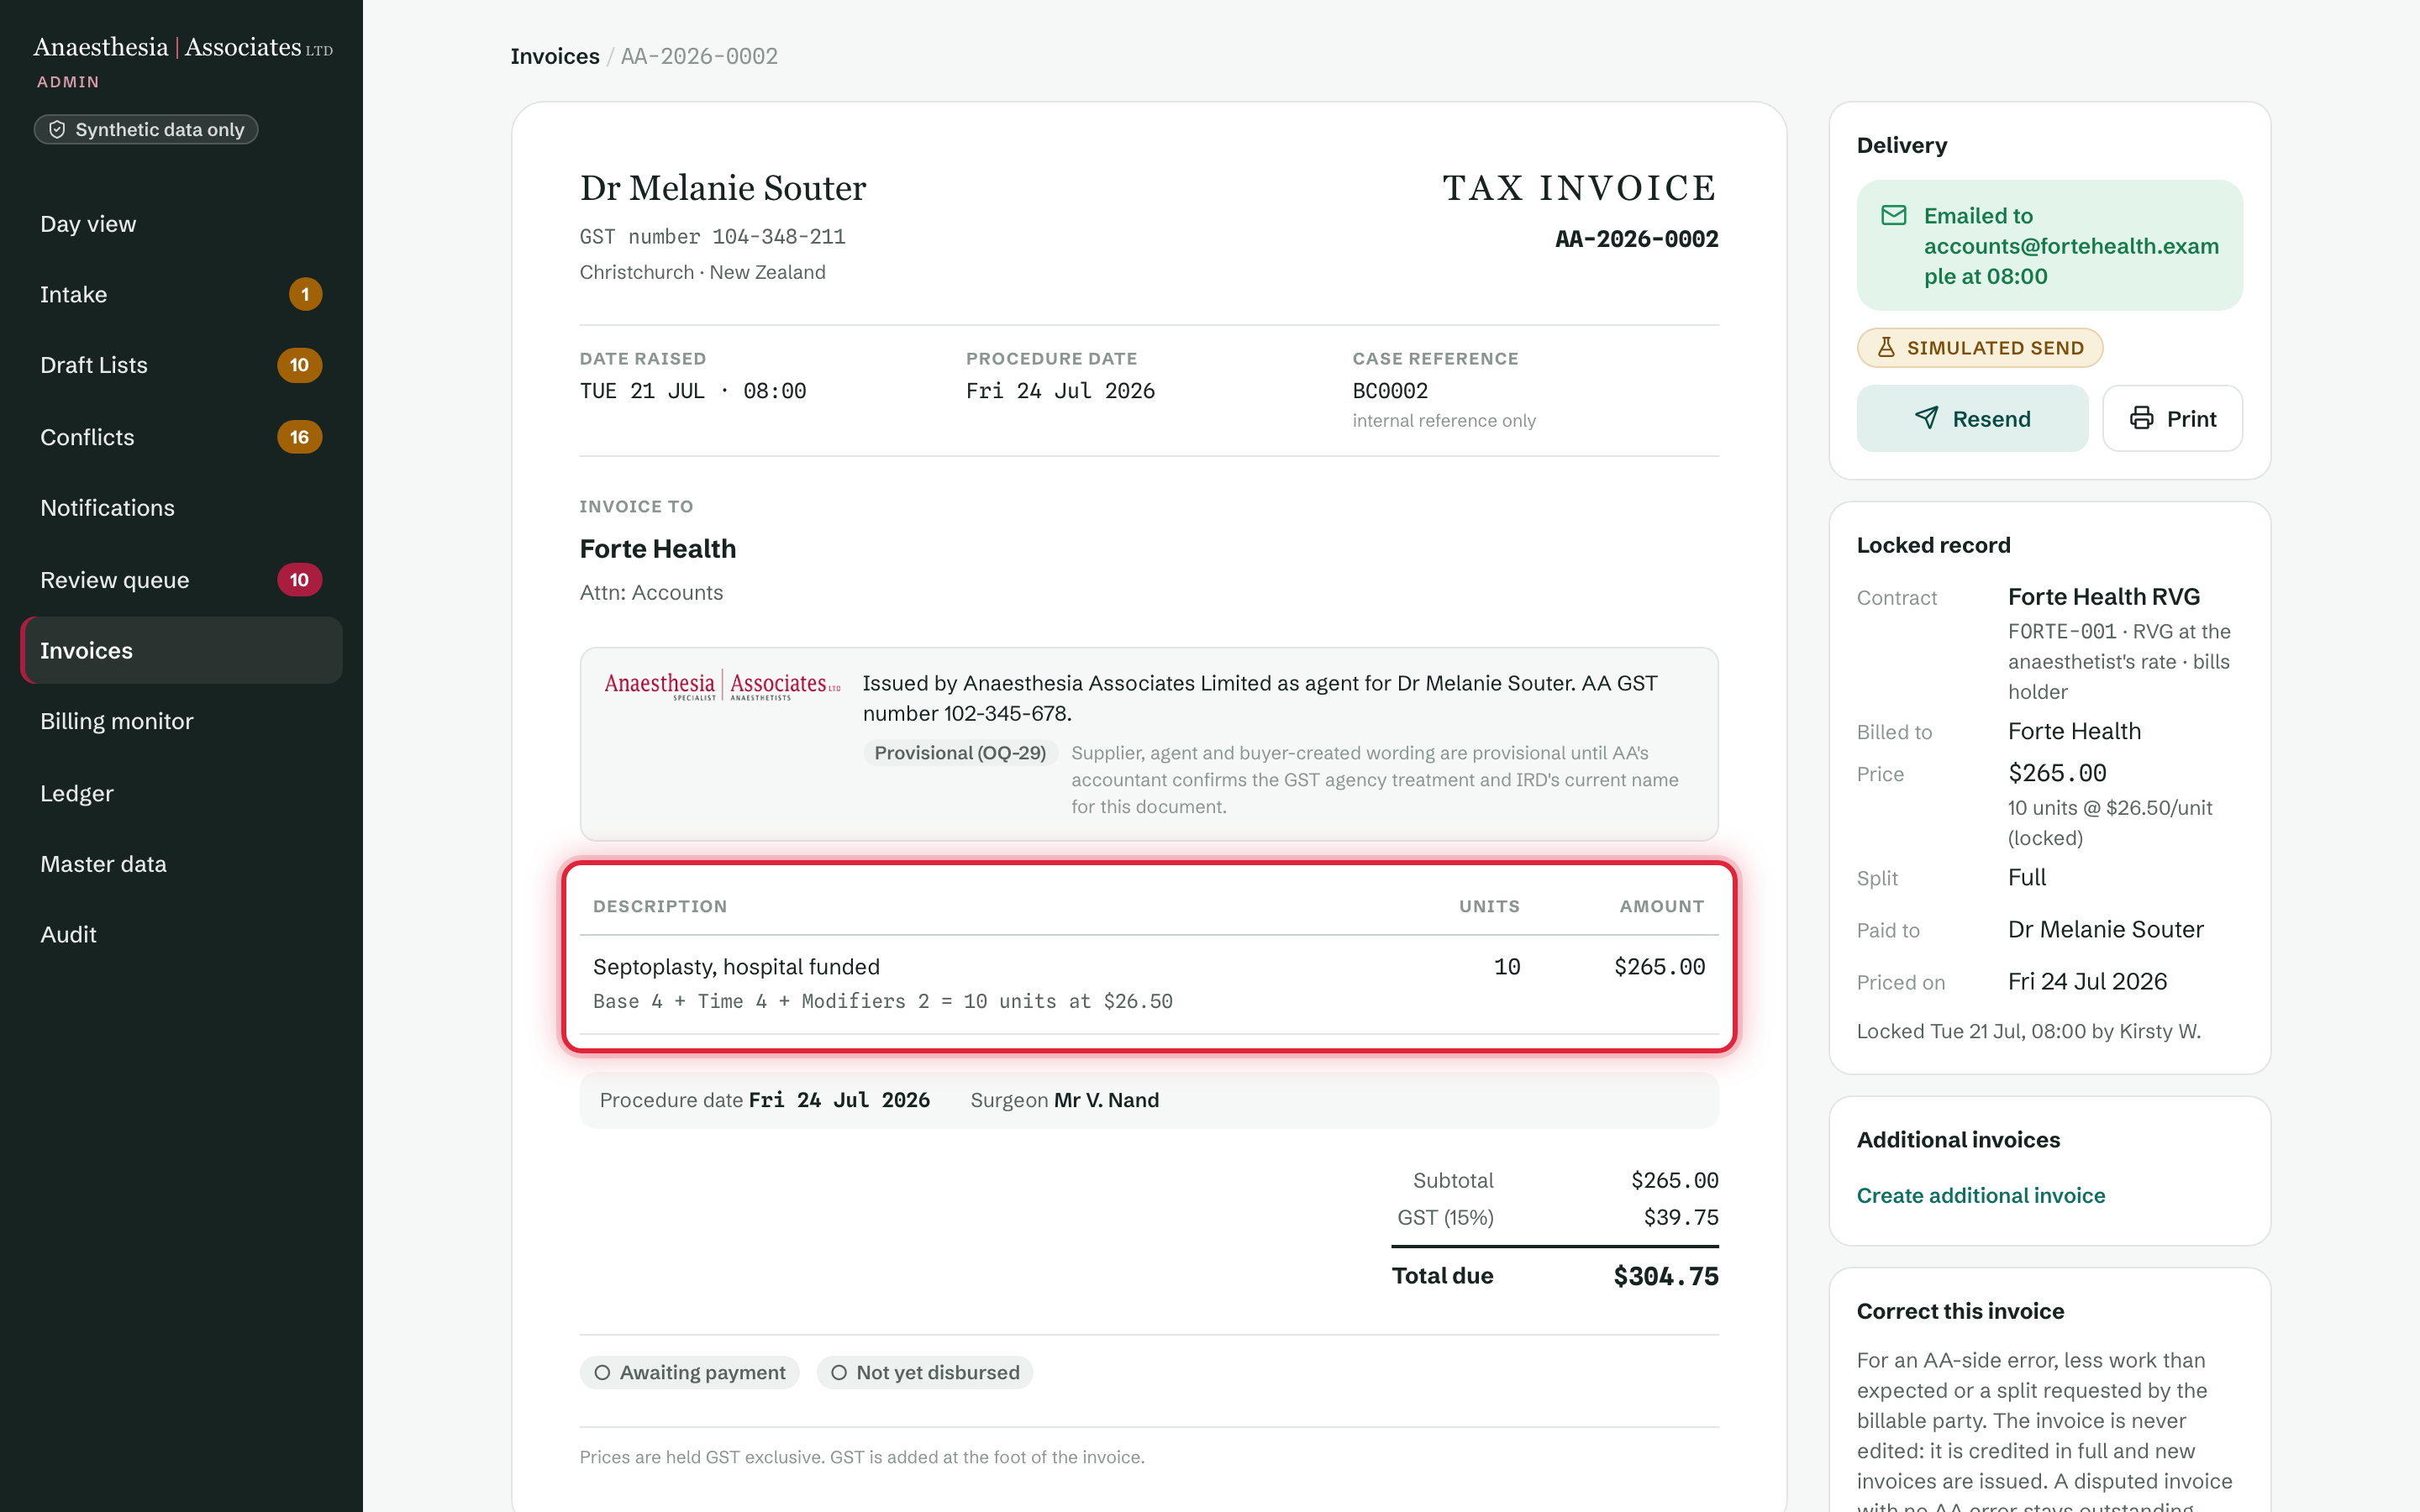 Anaesthesia | Associates LTD
ADMIN
Synthetic data only
Day view
Intake 1
Draft Lists 10
Conflicts 16
Notifications
Review queue 10
Invoices
Billing monitor
Ledger
Master data
Audit
Invoices / AA-2026-0002
Dr Melanie Souter
GST number 104-348-211
Christchurch · New Zealand
TAX INVOICE
AA-2026-0002
DATE RAISED
TUE 21 JUL · 08:00
PROCEDURE DATE
Fri 24 Jul 2026
CASE REFERENCE
BC0002
internal reference only
INVOICE TO
Forte Health
Attn: Accounts
Anaesthesia | Associates LTD
SPECIALIST ANAESTHETISTS
Issued by Anaesthesia Associates Limited as agent for Dr Melanie Souter. AA GST
number 102-345-678.
Provisional (OQ-29)
Supplier, agent and buyer-created wording are provisional until AA's
accountant confirms the GST agency treatment and IRD's current name
for this document.
DESCRIPTION UNITS AMOUNT
Septoplasty, hospital funded 10 $265.00
Base 4 + Time 4 + Modifiers 2 = 10 units at $26.50
Procedure date Fri 24 Jul 2026 Surgeon Mr V. Nand
Subtotal $265.00
GST (15%) $39.75
Total due $304.75
Awaiting payment
Not yet disbursed
Prices are held GST exclusive. GST is added at the foot of the invoice.
Delivery
Emailed to
accounts@fortehealth.exam
ple at 08:00
SIMULATED SEND
Resend
Print
Locked record
Contract Forte Health RVG
FORTE-001 · RVG at the
anaesthetist's rate · bills
holder
Billed to Forte Health
Price $265.00
10 units @ $26.50/unit
(locked)
Split Full
Paid to Dr Melanie Souter
Priced on Fri 24 Jul 2026
Locked Tue 21 Jul, 08:00 by Kirsty W.
Additional invoices
Create additional invoice
Correct this invoice
For an AA-side error, less work than
expected or a split requested by the
billable party. The invoice is never
edited: it is credited in full and new
invoices are issued. A disputed invoice
with no AA error stays outstanding